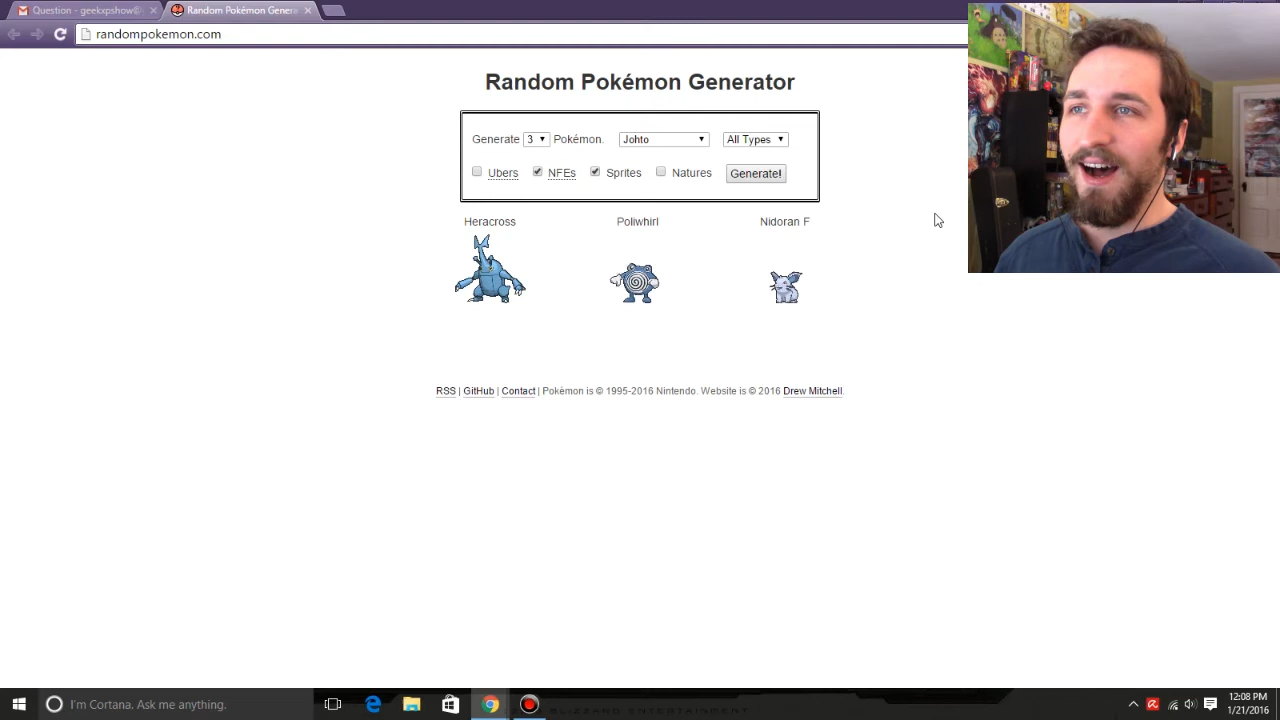 Question - geekxpshow@
Random Pokémon Genera
randompokemon.com
Random Pokémon Generator
Generate 3 Pokémon. Johto All Types
Ubers NFEs Sprites Natures Generate!
Heracross Poliwhirl Nidoran F
RSS | GitHub | Contact | Pokémon is © 1995-2016 Nintendo. Website is © 2016 Drew Mitchell.
I'm Cortana. Ask me anything.
BLIZZARD ENTERTAINMENT
12:08 PM
1/21/2016